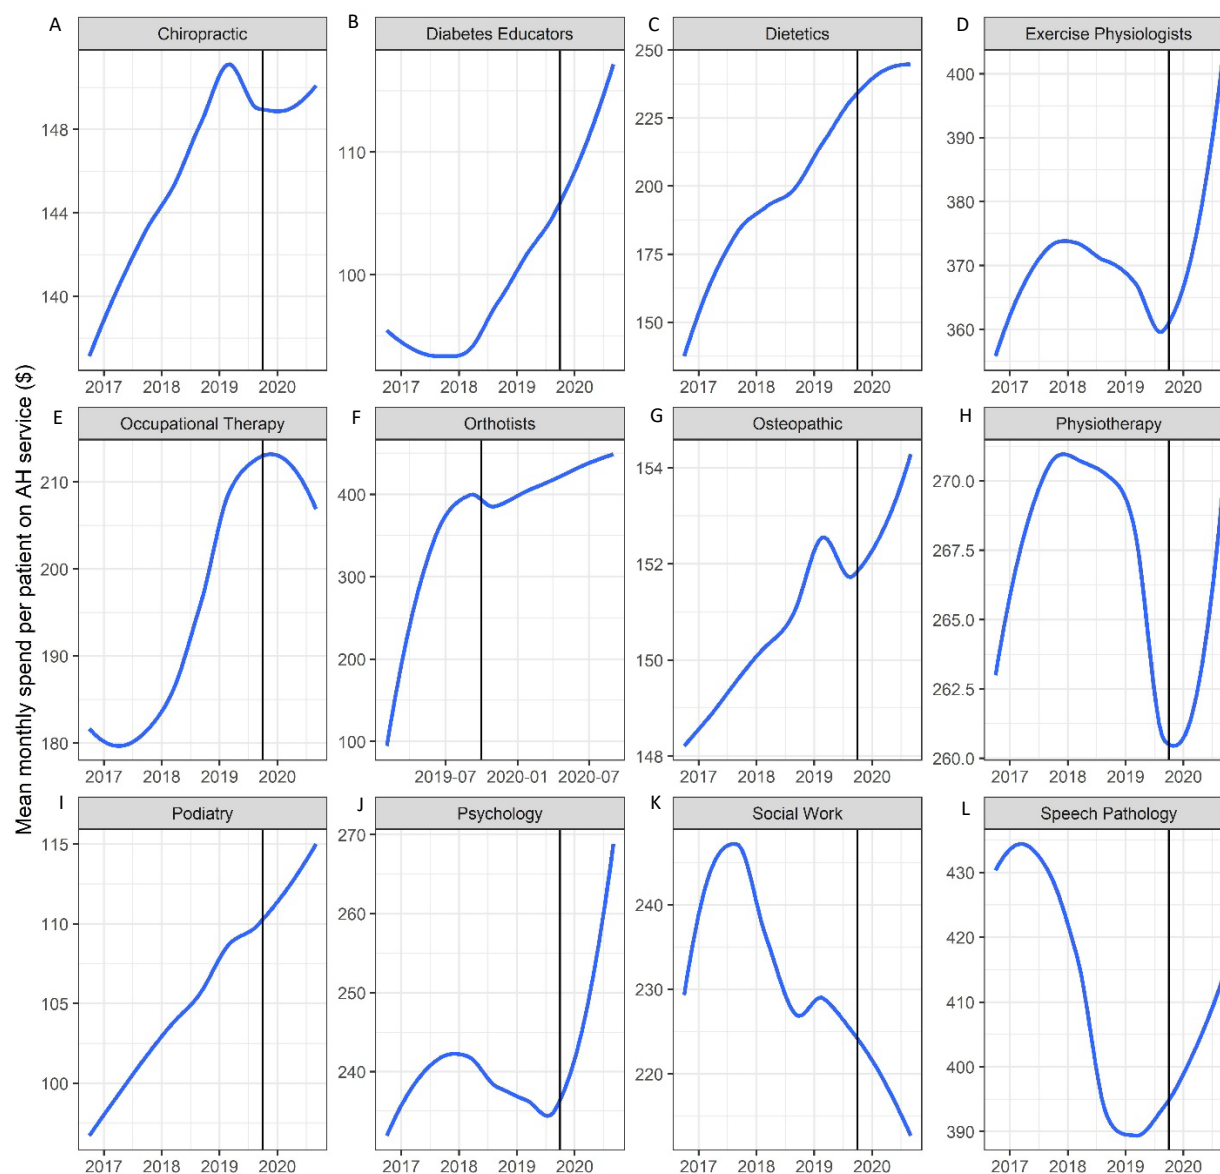 Mean monthly spend per patient on AH service ($)
A Chiropractic
148
144
140
2017 2018 2019 2020
B Diabetes Educators
110
100
2017 2018 2019 2020
C Dietetics
250
225
200
175
150
2017 2018 2019 2020
D Exercise Physiologists
400
390
380
370
360
2017 2018 2019 2020
E Occupational Therapy
210
200
190
180
2017 2018 2019 2020
F Orthotists
400
300
200
100
2019-07 2020-01 2020-07
G Osteopathic
154
152
150
148
2017 2018 2019 2020
H Physiotherapy
270.0
267.5
265.0
262.5
260.0
2017 2018 2019 2020
I Podiatry
115
110
105
100
2017 2018 2019 2020
J Psychology
270
260
250
240
2017 2018 2019 2020
K Social Work
240
230
220
2017 2018 2019 2020
L Speech Pathology
430
420
410
400
390
2017 2018 2019 2020